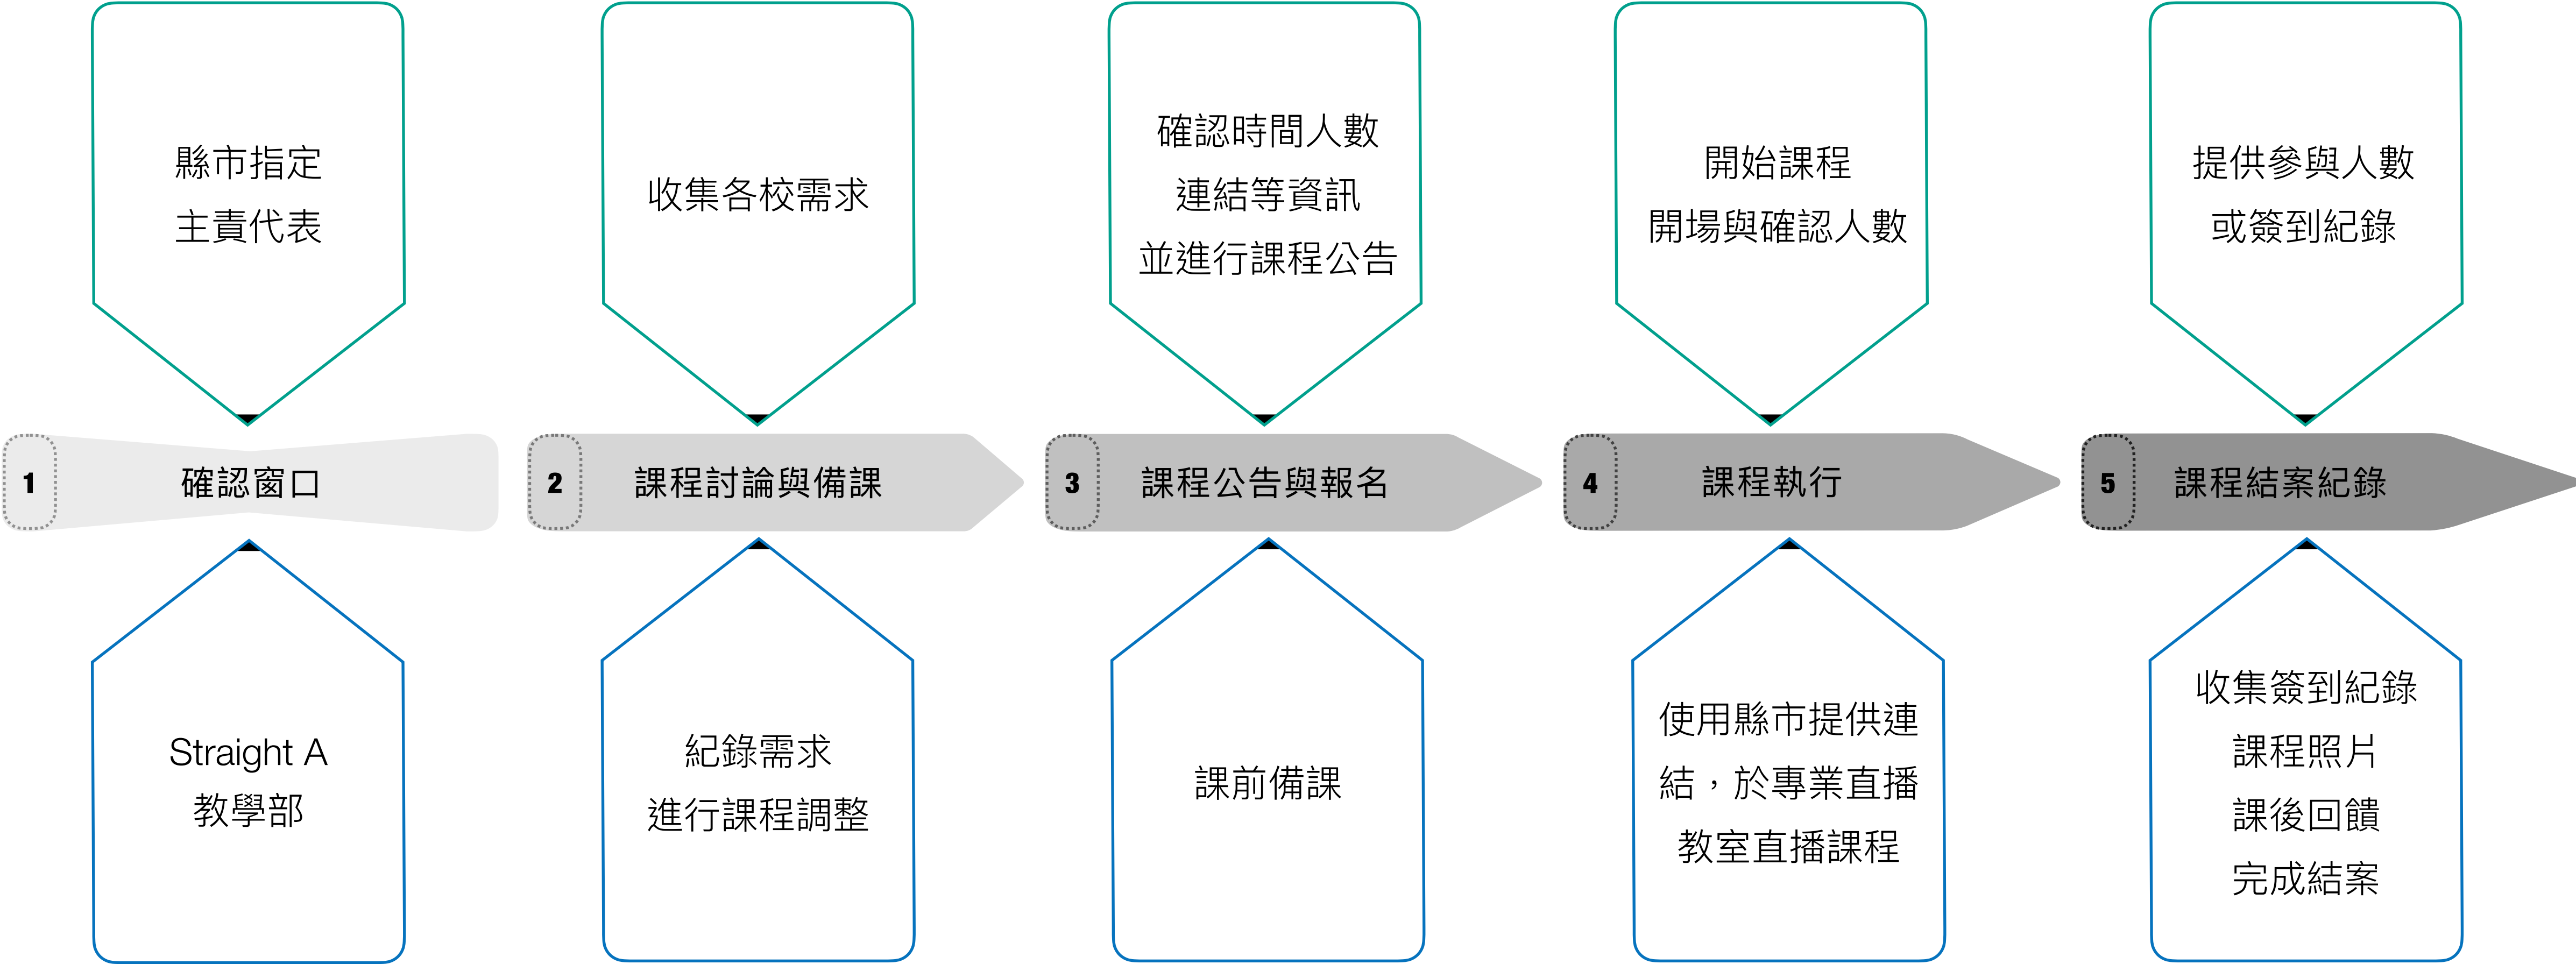 縣市指定
主責代表
收集各校需求
確認時間人數
連結等資訊
並進行課程公告
開始課程
開場與確認人數
提供參與人數
或簽到紀錄
1
確認窗口
2
課程討論與備課
3
課程公告與報名
4
課程執行
5
課程結案紀錄
Straight A
教學部
紀錄需求
進行課程調整
課前備課
使用縣市提供連
結，於專業直播
教室直播課程
收集簽到紀錄
課程照片
課後回饋
完成結案